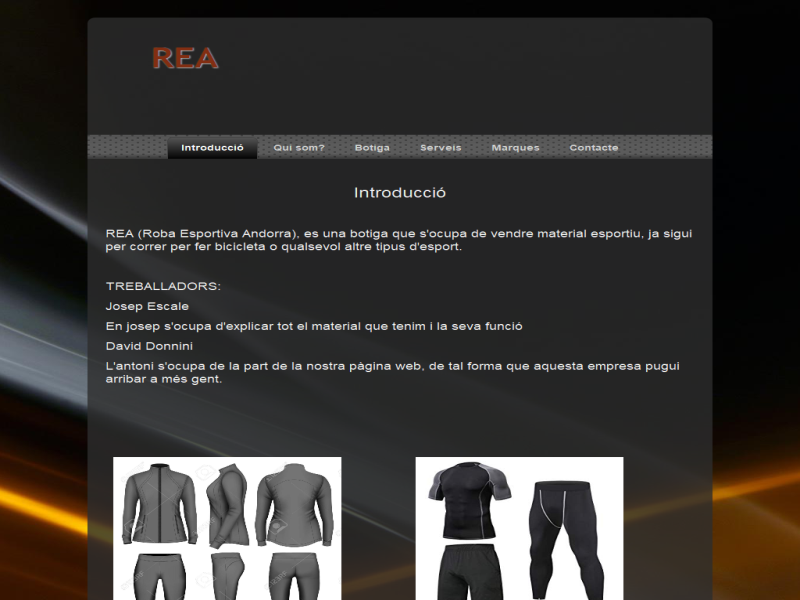 REA
Introducció
Qui som?
Botiga
Serveis
Marques
Contacte
Introducció
REA (Roba Esportiva Andorra), es una botiga que s'ocupa de vendre material esportiu, ja sigui
per correr per fer bicicleta o qualsevol altre tipus d'esport.
TREBALLADORS:
Josep Escale
En josep s'ocupa d'explicar tot el material que tenim i la seva funció
David Donnini
L'antoni s'ocupa de la part de la nostra pàgina web, de tal forma que aquesta empresa pugui
arribar a més gent.